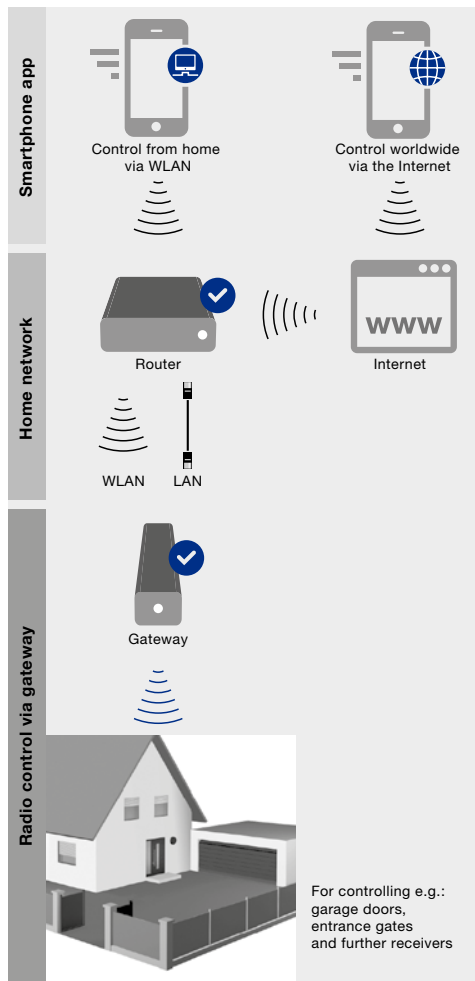 Smartphone app
Control from home
via WLAN
Control worldwide
via the Internet
Home network
Router
www
Internet
WLAN
LAN
Radio control via gateway
Gateway
For controlling e.g.:
garage doors,
entrance gates
and further receivers